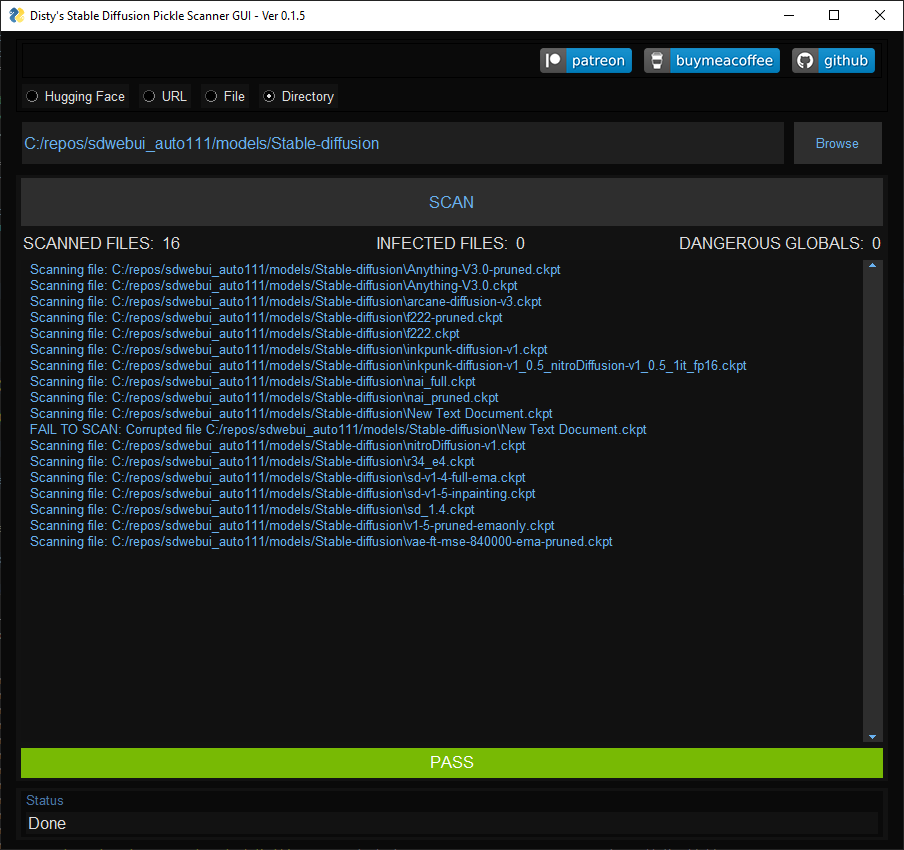 Disty's Stable Diffusion Pickle Scanner GUI - Ver 0.1.5
patreon buymeacoffee github
Hugging Face URL File Directory
C:/repos/sdwebui_auto111/models/Stable-diffusion Browse
SCAN
SCANNED FILES: 16 INFECTED FILES: 0 DANGEROUS GLOBALS: 0
Scanning file: C:/repos/sdwebui_auto111/models/Stable-diffusion\Anything-V3.0-pruned.ckpt
Scanning file: C:/repos/sdwebui_auto111/models/Stable-diffusion\Anything-V3.0.ckpt
Scanning file: C:/repos/sdwebui_auto111/models/Stable-diffusion\arcane-diffusion-v3.ckpt
Scanning file: C:/repos/sdwebui_auto111/models/Stable-diffusion\f222-pruned.ckpt
Scanning file: C:/repos/sdwebui_auto111/models/Stable-diffusion\f222.ckpt
Scanning file: C:/repos/sdwebui_auto111/models/Stable-diffusion\inkpunk-diffusion-v1.ckpt
Scanning file: C:/repos/sdwebui_auto111/models/Stable-diffusion\inkpunk-diffusion-v1_0.5_nitroDiffusion-v1_0.5_1it_fp16.ckpt
Scanning file: C:/repos/sdwebui_auto111/models/Stable-diffusion\nai_full.ckpt
Scanning file: C:/repos/sdwebui_auto111/models/Stable-diffusion\nai_pruned.ckpt
Scanning file: C:/repos/sdwebui_auto111/models/Stable-diffusion\New Text Document.ckpt
FAIL TO SCAN: Corrupted file C:/repos/sdwebui_auto111/models/Stable-diffusion\New Text Document.ckpt
Scanning file: C:/repos/sdwebui_auto111/models/Stable-diffusion\nitroDiffusion-v1.ckpt
Scanning file: C:/repos/sdwebui_auto111/models/Stable-diffusion\r34_e4.ckpt
Scanning file: C:/repos/sdwebui_auto111/models/Stable-diffusion\sd-v1-4-full-ema.ckpt
Scanning file: C:/repos/sdwebui_auto111/models/Stable-diffusion\sd-v1-5-inpainting.ckpt
Scanning file: C:/repos/sdwebui_auto111/models/Stable-diffusion\sd_1.4.ckpt
Scanning file: C:/repos/sdwebui_auto111/models/Stable-diffusion\v1-5-pruned-emaonly.ckpt
Scanning file: C:/repos/sdwebui_auto111/models/Stable-diffusion\vae-ft-mse-840000-ema-pruned.ckpt
PASS
Status
Done